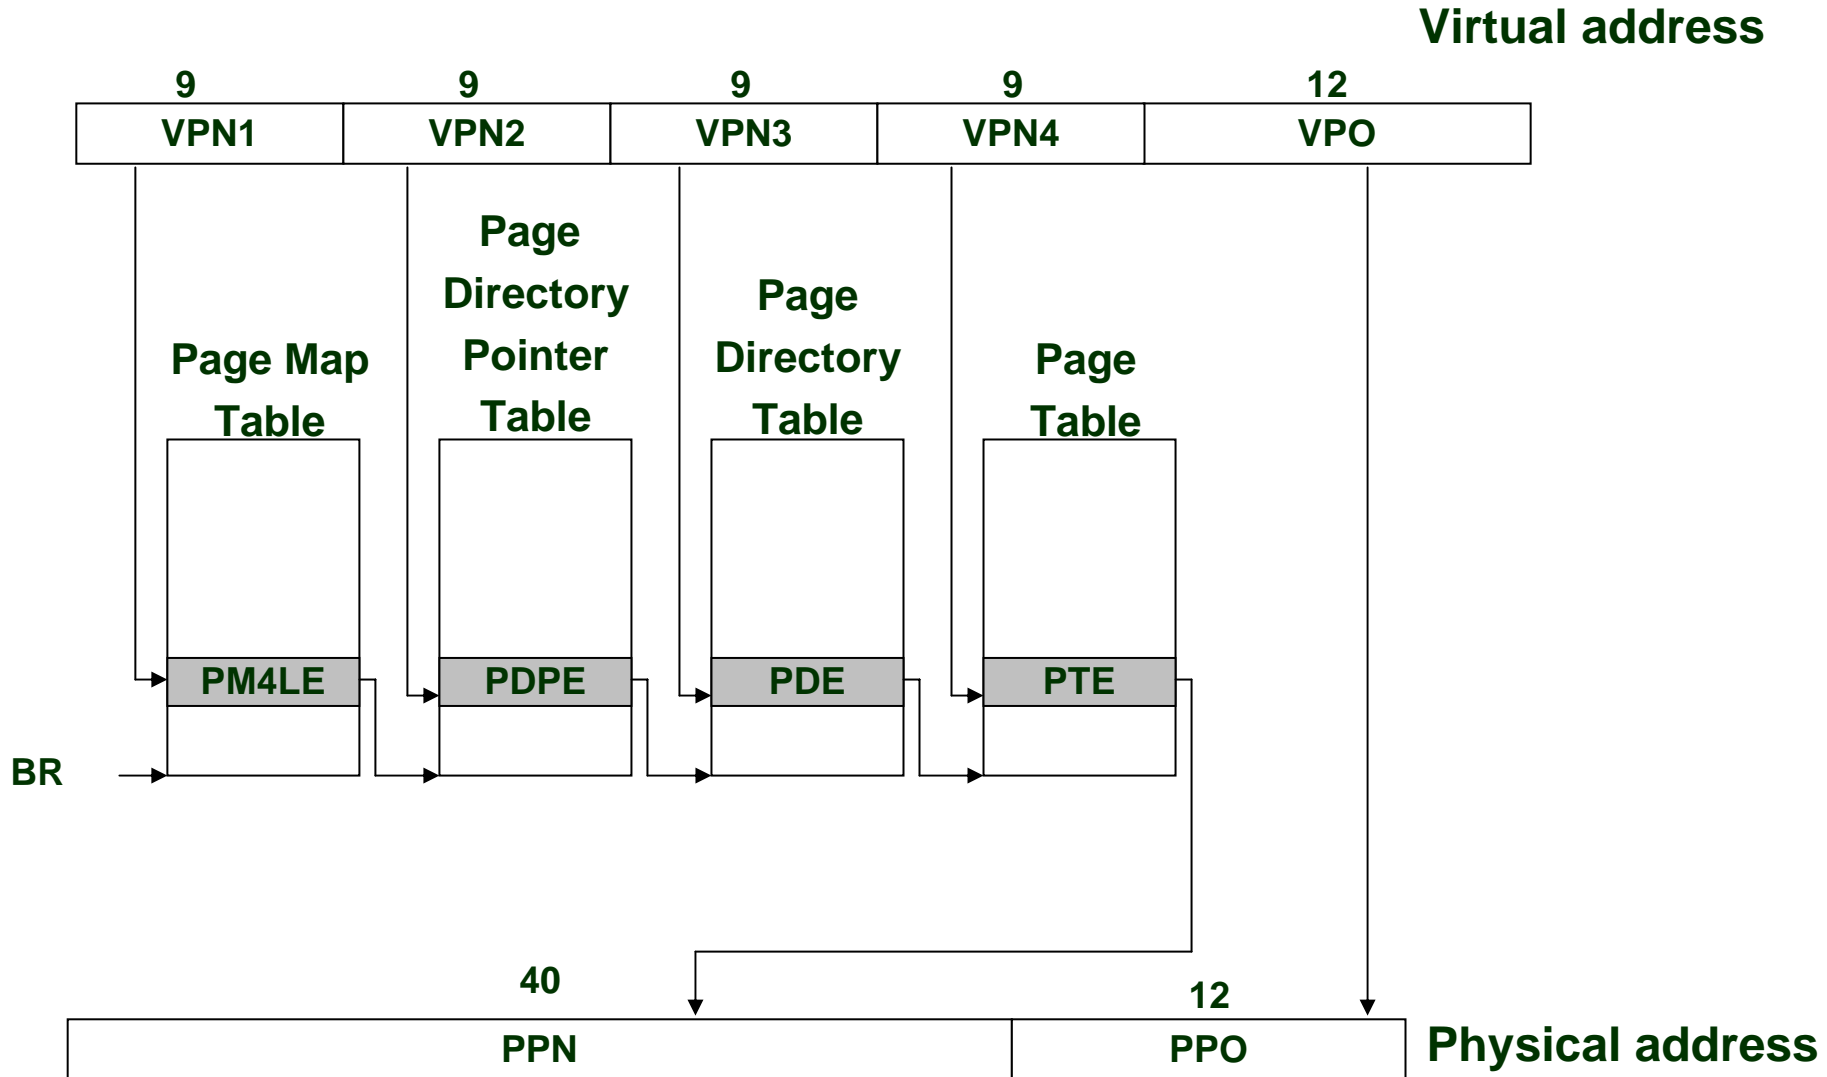 Virtual address
9 9 9 9 12
VPN1 VPN2 VPN3 VPN4 VPO
Page Map
Table
Page
Directory
Pointer
Table
Page
Directory
Table
Page
Table
PM4LE PDPE PDE PTE
BR
40 12
PPN PPO
Physical address